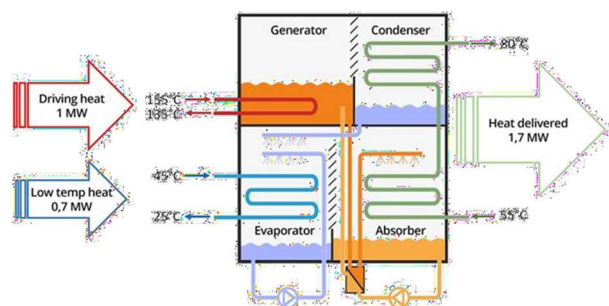 Generator
Condenser
80°C
Driving heat
1 MW
155°C
135°C
Heat delivered
1,7 MW
Low temp heat
0,7 MW
45°C
25°C
55°C
Evaporator
Absorber